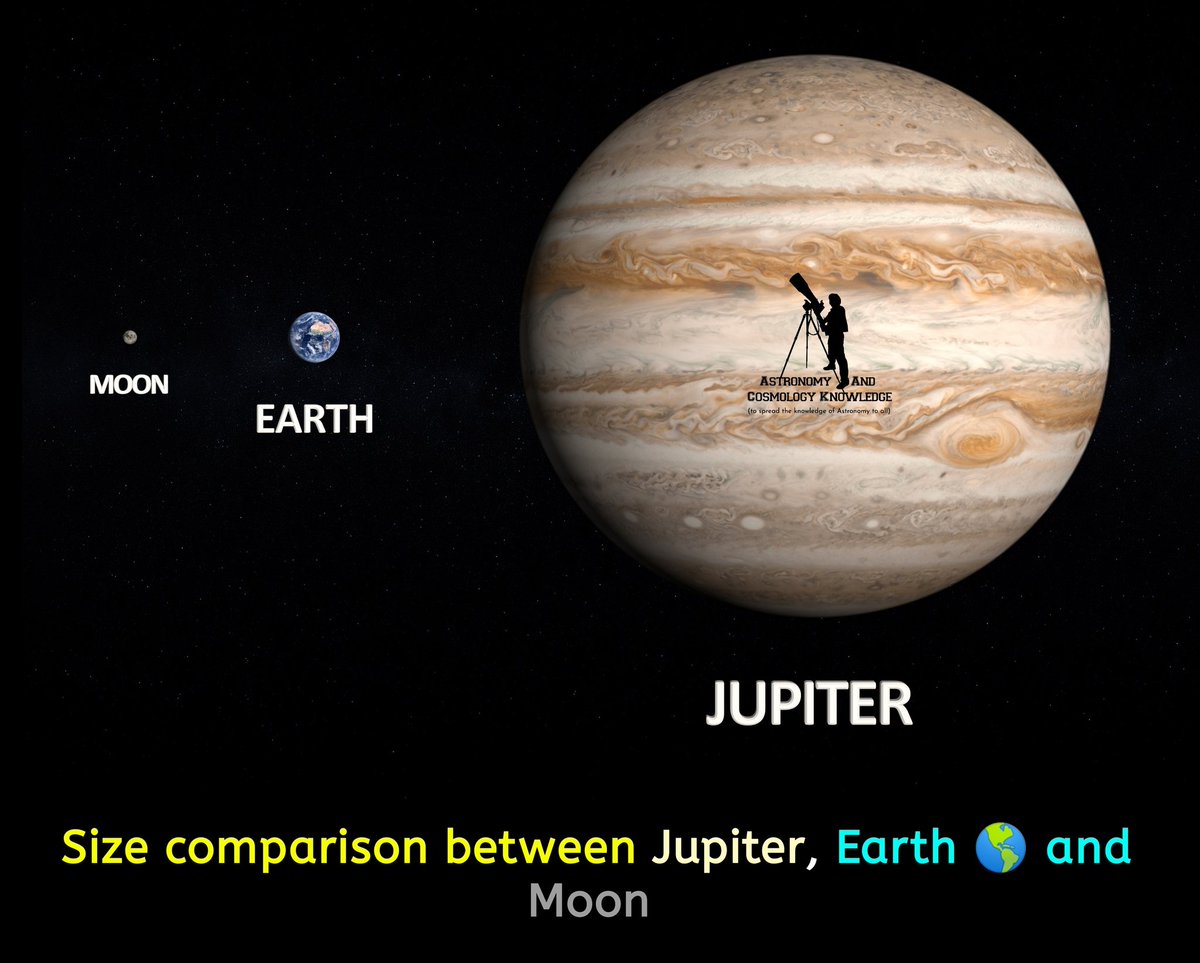 MOON
EARTH
ASTRONOMY AND
COSMOLOGY KNOWLEDGE
(to spread the knowledge of Astronomy to all)
JUPITER
Size comparison between Jupiter, Earth 🌎 and
Moon